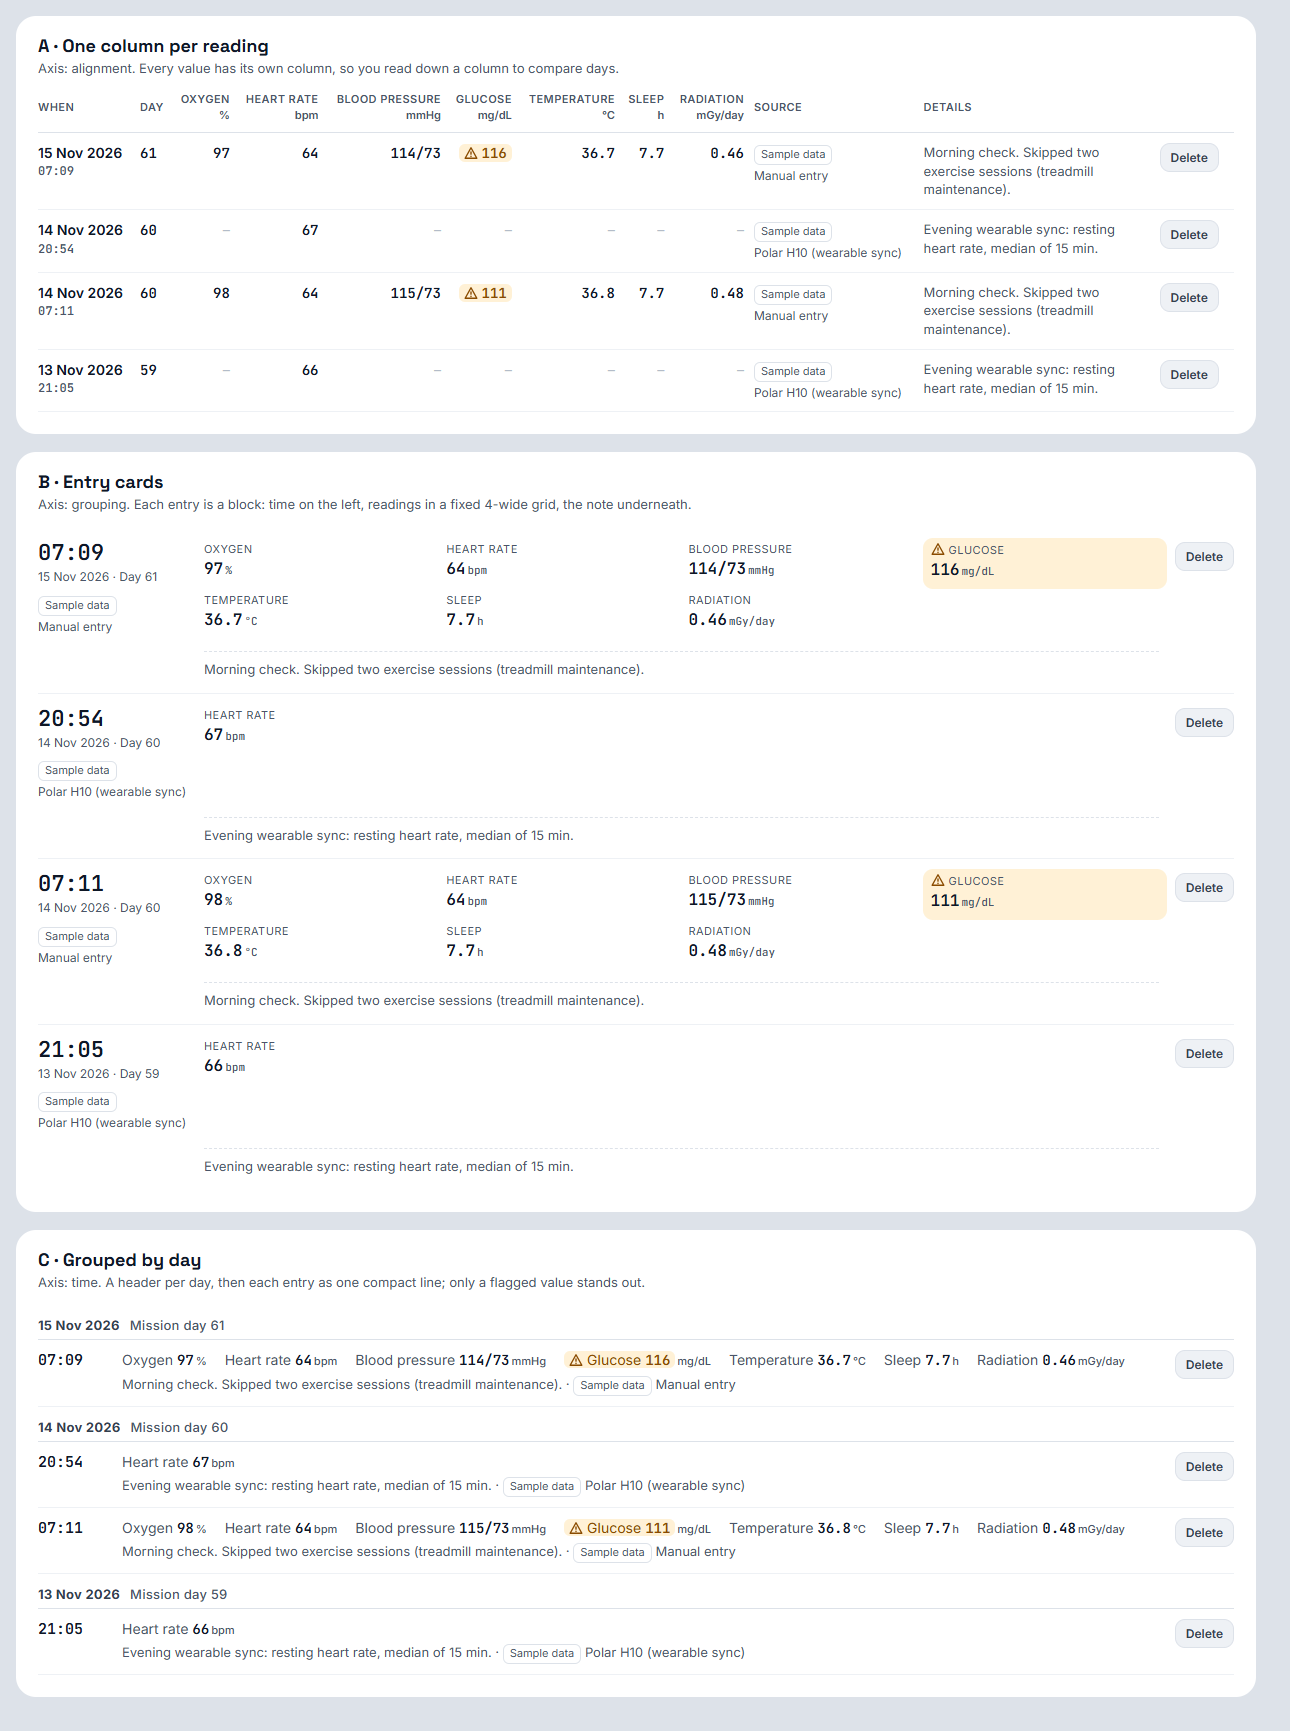 A · One column per reading
Axis: alignment. Every value has its own column, so you read down a column to compare days.
WHEN DAY OXYGEN % HEART RATE bpm BLOOD PRESSURE mmHg GLUCOSE mg/dL TEMPERATURE °C SLEEP h RADIATION mGy/day SOURCE DETAILS
15 Nov 2026 61 97 64 114/73 116 36.7 7.7 0.46 Sample data Morning check. Skipped two Delete
07:09 Manual entry exercise sessions (treadmill
maintenance).
14 Nov 2026 60 – 67 – – – – – Sample data Evening wearable sync: resting Delete
20:54 Polar H10 (wearable sync) heart rate, median of 15 min.
14 Nov 2026 60 98 64 115/73 111 36.8 7.7 0.48 Sample data Morning check. Skipped two Delete
07:11 Manual entry exercise sessions (treadmill
maintenance).
13 Nov 2026 59 – 66 – – – – – Sample data Evening wearable sync: resting Delete
21:05 Polar H10 (wearable sync) heart rate, median of 15 min.
B · Entry cards
Axis: grouping. Each entry is a block: time on the left, readings in a fixed 4-wide grid, the note underneath.
07:09 OXYGEN HEART RATE BLOOD PRESSURE GLUCOSE Delete
15 Nov 2026 · Day 61 97 % 64 bpm 114/73 mmHg 116 mg/dL
Sample data TEMPERATURE SLEEP RADIATION
Manual entry 36.7 °C 7.7 h 0.46 mGy/day
Morning check. Skipped two exercise sessions (treadmill maintenance).
20:54 HEART RATE Delete
14 Nov 2026 · Day 60 67 bpm
Sample data
Polar H10 (wearable sync)
Evening wearable sync: resting heart rate, median of 15 min.
07:11 OXYGEN HEART RATE BLOOD PRESSURE GLUCOSE Delete
14 Nov 2026 · Day 60 98 % 64 bpm 115/73 mmHg 111 mg/dL
Sample data TEMPERATURE SLEEP RADIATION
Manual entry 36.8 °C 7.7 h 0.48 mGy/day
Morning check. Skipped two exercise sessions (treadmill maintenance).
21:05 HEART RATE Delete
13 Nov 2026 · Day 59 66 bpm
Sample data
Polar H10 (wearable sync)
Evening wearable sync: resting heart rate, median of 15 min.
C · Grouped by day
Axis: time. A header per day, then each entry as one compact line; only a flagged value stands out.
15 Nov 2026 Mission day 61
07:09 Oxygen 97 % Heart rate 64 bpm Blood pressure 114/73 mmHg Glucose 116 mg/dL Temperature 36.7 °C Sleep 7.7 h Radiation 0.46 mGy/day Delete
Morning check. Skipped two exercise sessions (treadmill maintenance). · Sample data Manual entry
14 Nov 2026 Mission day 60
20:54 Heart rate 67 bpm Delete
Evening wearable sync: resting heart rate, median of 15 min. · Sample data Polar H10 (wearable sync)
07:11 Oxygen 98 % Heart rate 64 bpm Blood pressure 115/73 mmHg Glucose 111 mg/dL Temperature 36.8 °C Sleep 7.7 h Radiation 0.48 mGy/day Delete
Morning check. Skipped two exercise sessions (treadmill maintenance). · Sample data Manual entry
13 Nov 2026 Mission day 59
21:05 Heart rate 66 bpm Delete
Evening wearable sync: resting heart rate, median of 15 min. · Sample data Polar H10 (wearable sync)